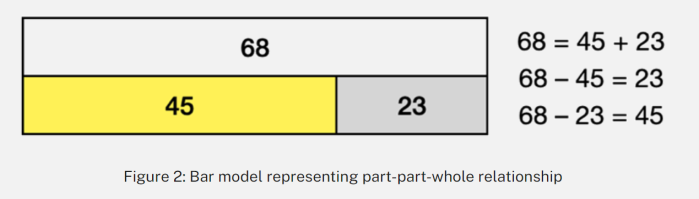 68
45 23
68 = 45 + 23
68 – 45 = 23
68 – 23 = 45
Figure 2: Bar model representing part-part-whole relationship